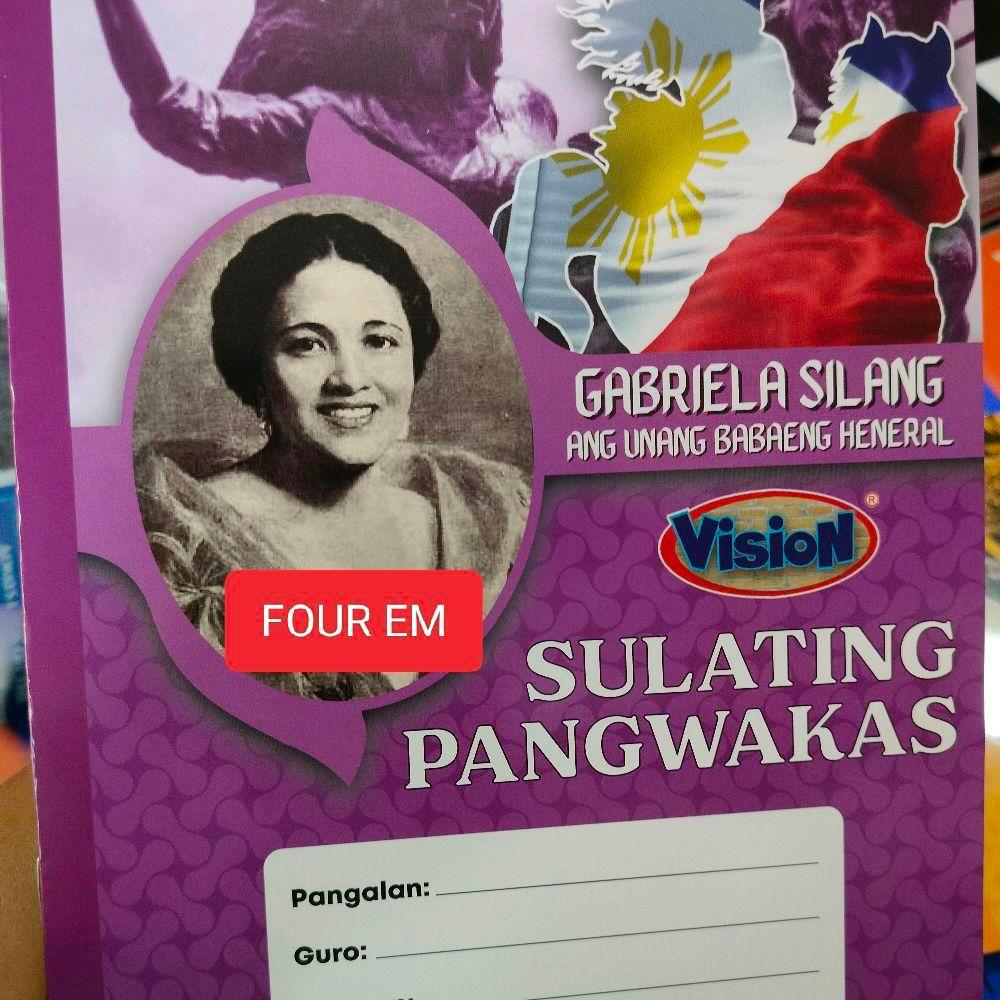 GABRIELA SILANG
ANG UNANG BABAENG HENERAL
VisioN ®
FOUR EM
SULATING
PANGWAKAS
Pangalan:
Guro: